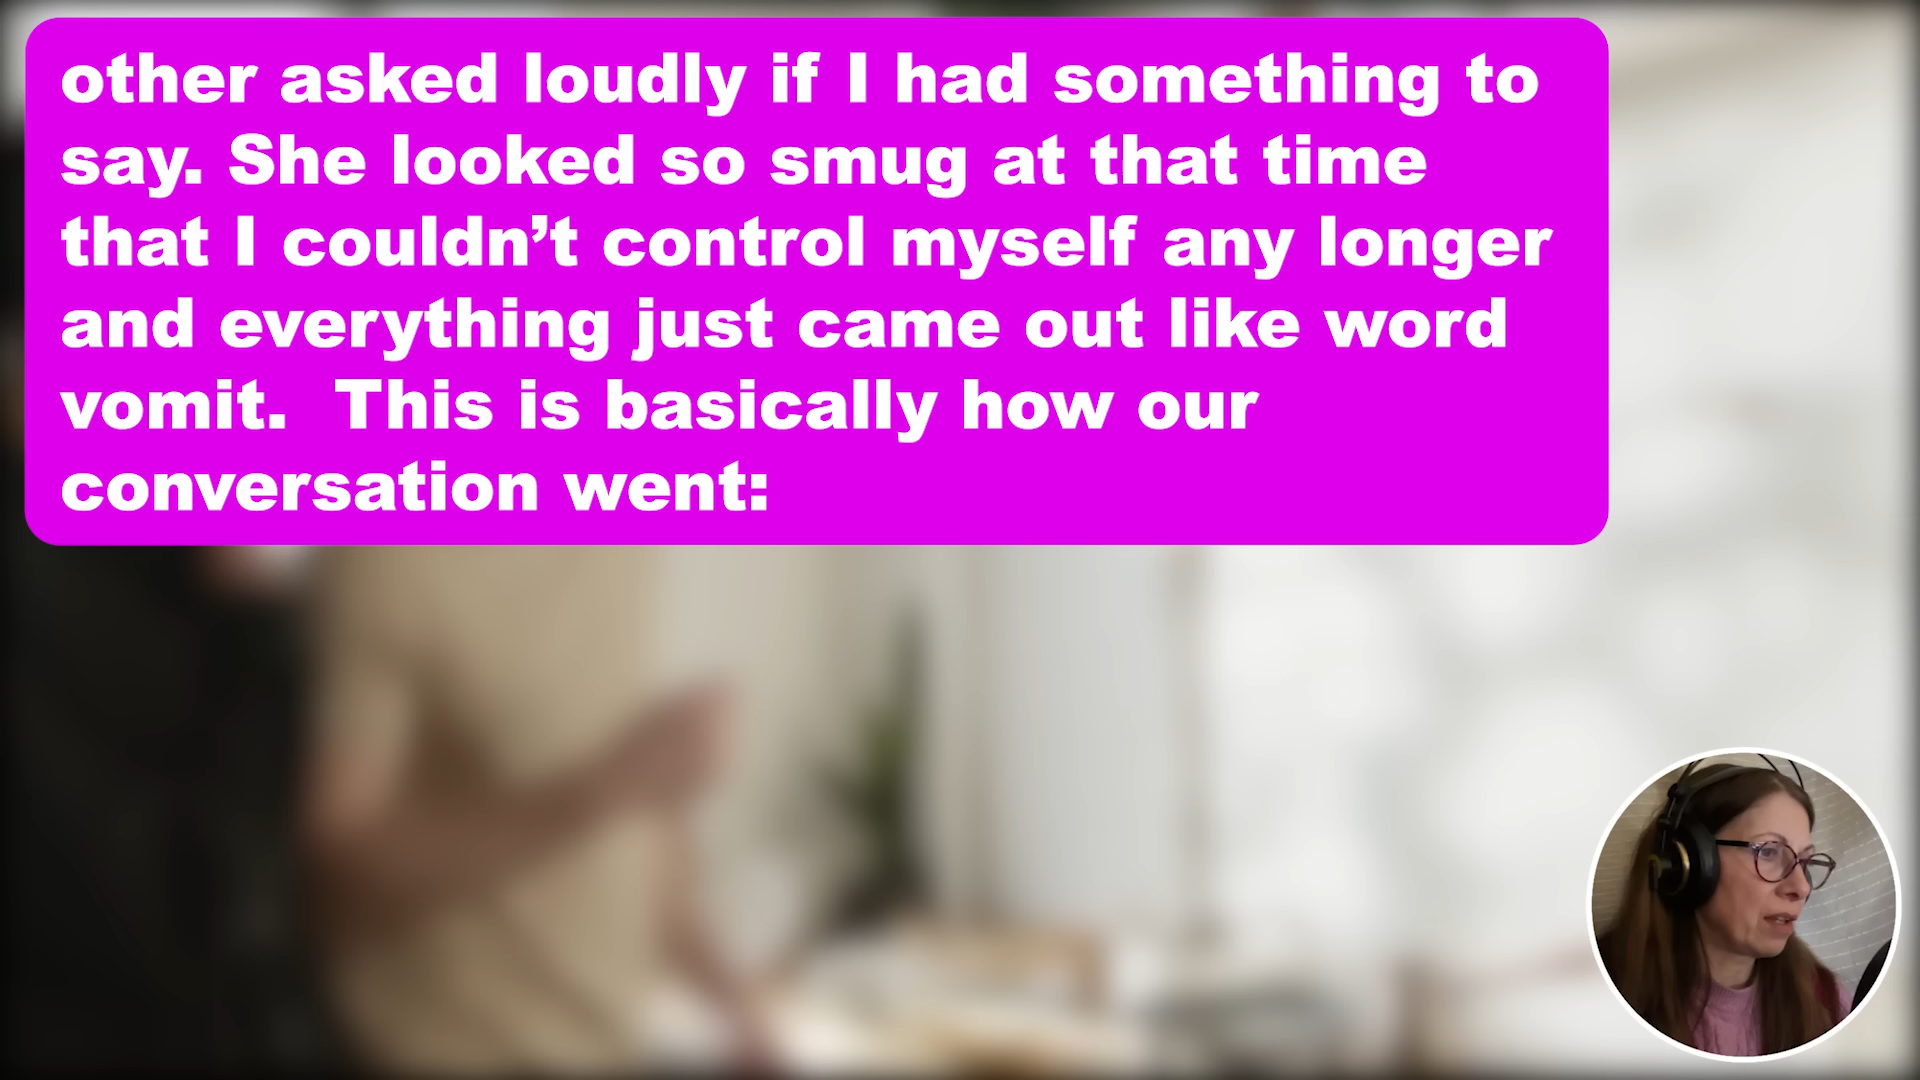 other asked loudly if I had something to
say. She looked so smug at that time
that I couldn’t control myself any longer
and everything just came out like word
vomit.  This is basically how our
conversation went: